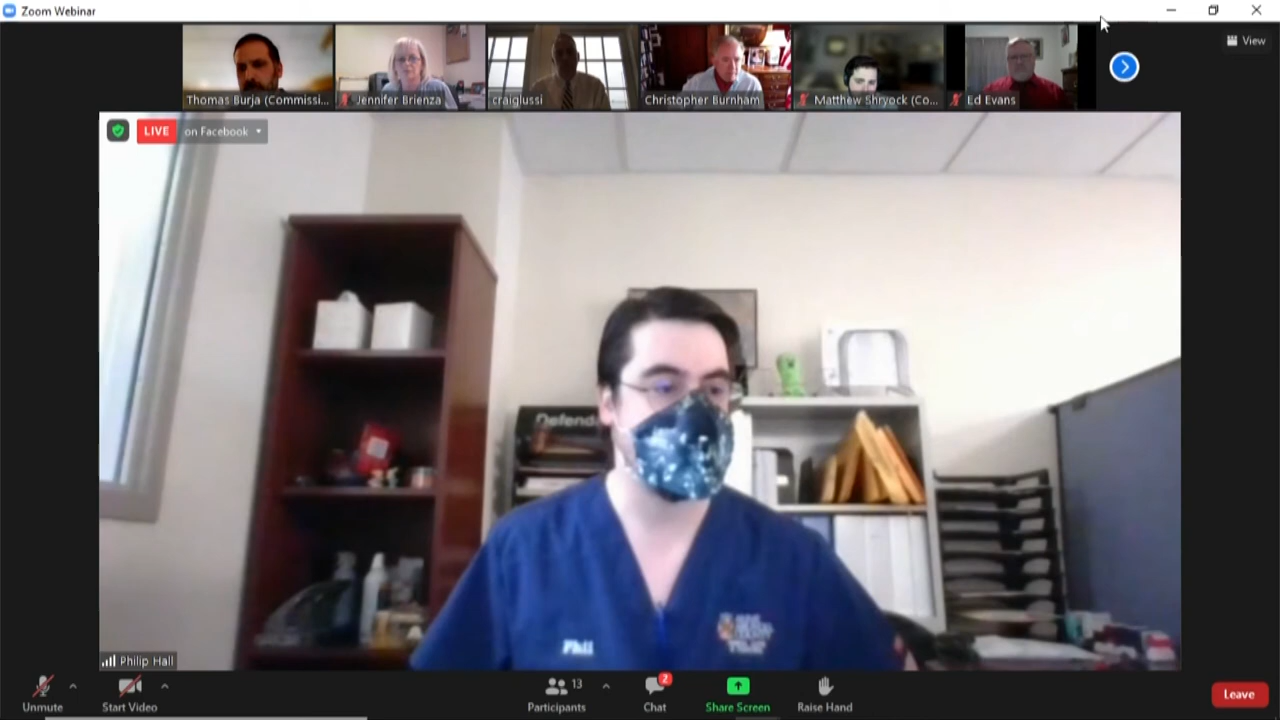 Zoom Webinar
View
Thomas Burja (Commissi...
Jennifer Brienza
craiglussi
Christopher Burnham
Matthew Shryock (Co...
Ed Evans
LIVE on Facebook
Defend
Phil
Philip Hall
Unmute
Start Video
13
Participants
2
Chat
Share Screen
Raise Hand
Leave